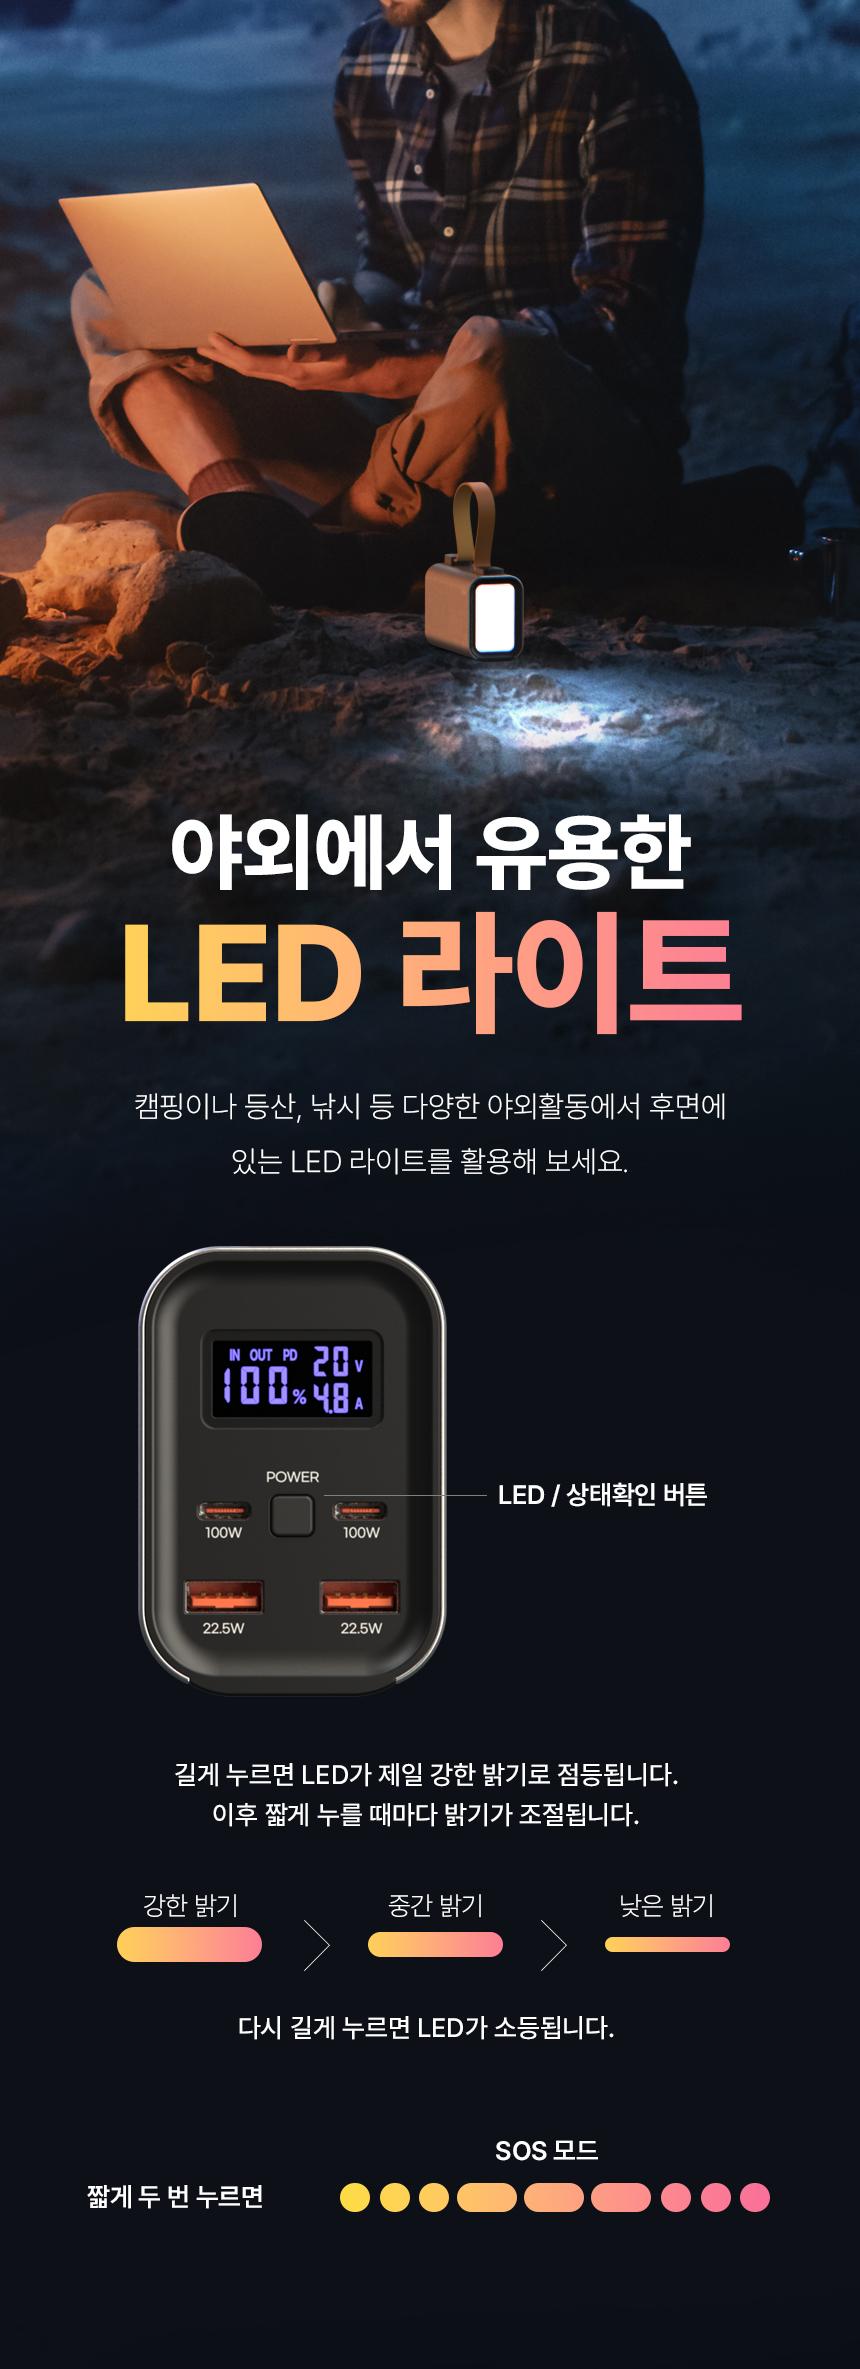 야외에서 유용한
LED 라이트
캠핑이나 등산, 낚시 등 다양한 야외활동에서 후면에
있는 LED 라이트를 활용해 보세요.
IN OUT PD 20 V
100 % 4.8 A
POWER
LED / 상태확인 버튼
100W 100W
22.5W 22.5W
길게 누르면 LED가 제일 강한 밝기로 점등됩니다.
이후 짧게 누를 때마다 밝기가 조절됩니다.
강한 밝기 중간 밝기 낮은 밝기
다시 길게 누르면 LED가 소등됩니다.
SOS 모드
짧게 두 번 누르면